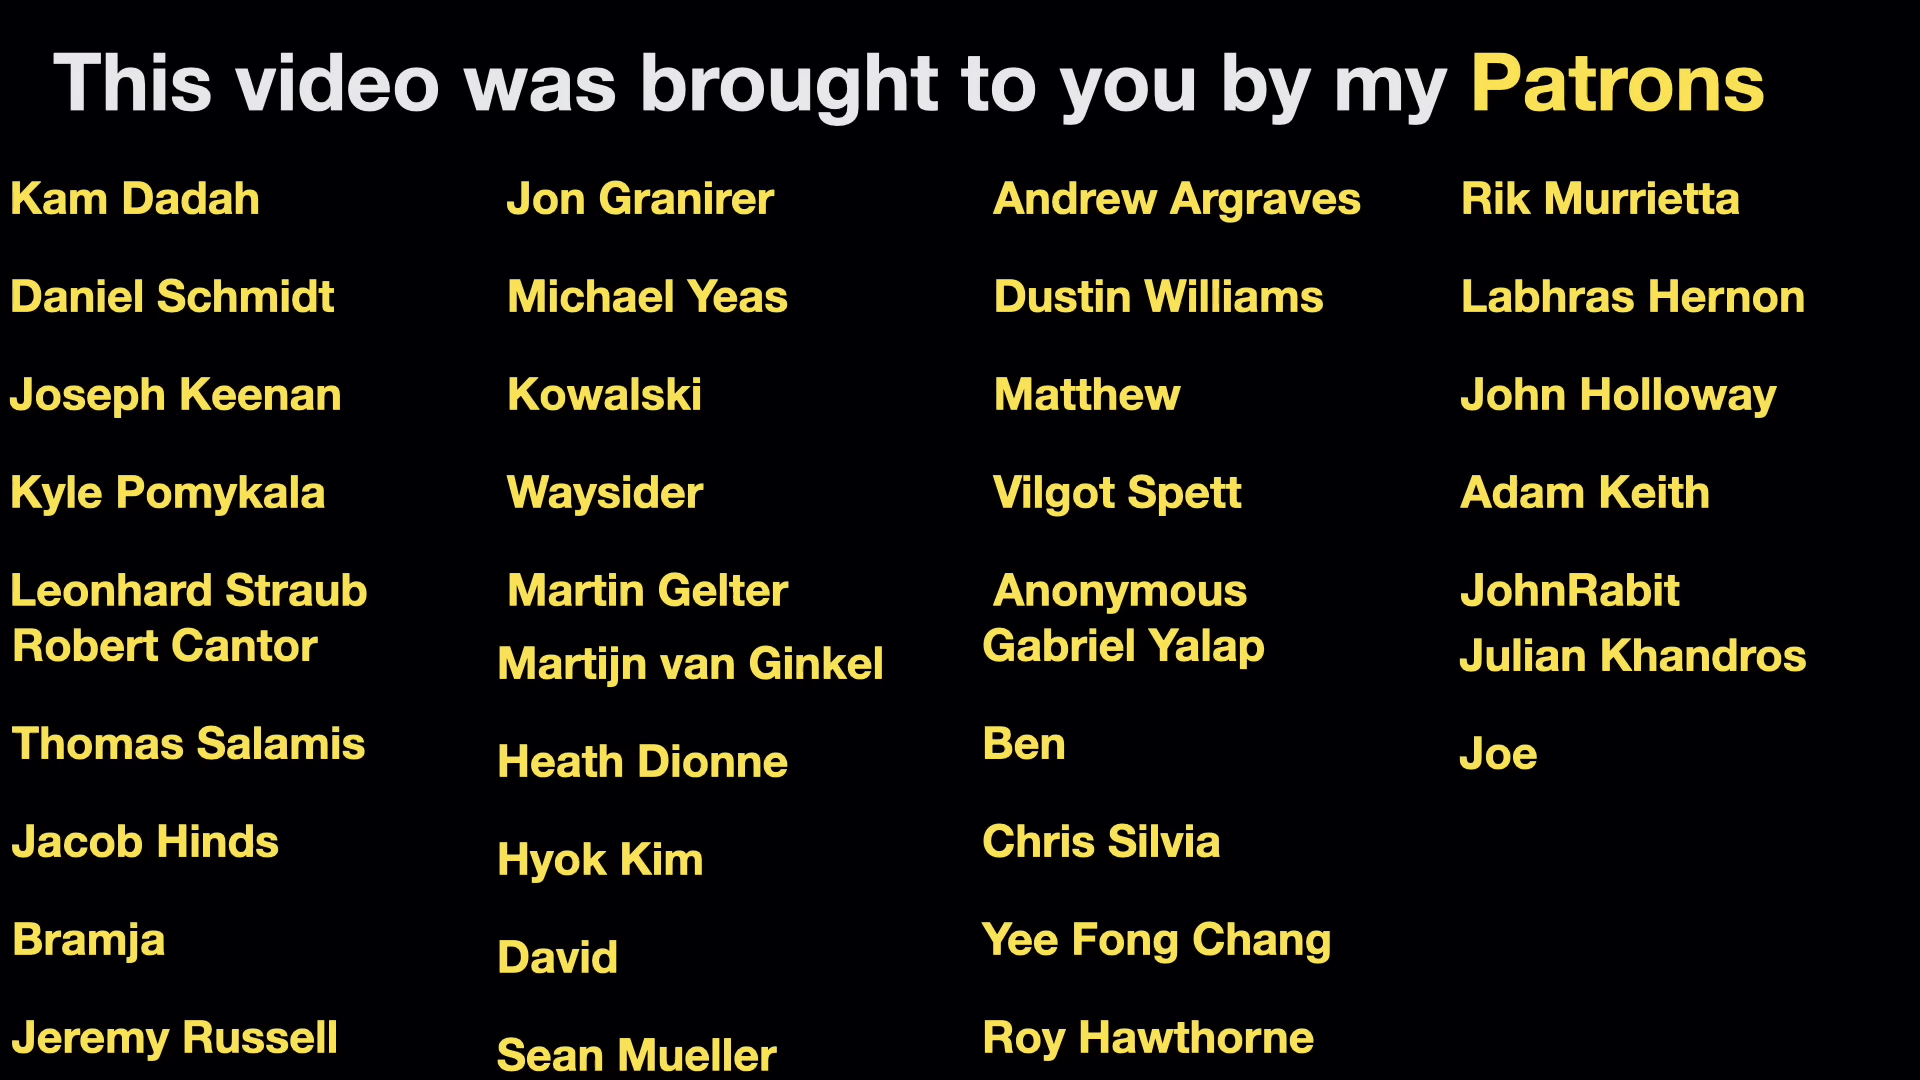 This video was brought to you by my Patrons
Kam Dadah
Daniel Schmidt
Joseph Keenan
Kyle Pomykala
Leonhard Straub
Robert Cantor
Thomas Salamis
Jacob Hinds
Bramja
Jeremy Russell
Jon Granirer
Michael Yeas
Kowalski
Waysider
Martin Gelter
Martijn van Ginkel
Heath Dionne
Hyok Kim
David
Sean Mueller
Andrew Argraves
Dustin Williams
Matthew
Vilgot Spett
Anonymous
Gabriel Yalap
Ben
Chris Silvia
Yee Fong Chang
Roy Hawthorne
Rik Murrietta
Labhras Hernon
John Holloway
Adam Keith
JohnRabit
Julian Khandros
Joe